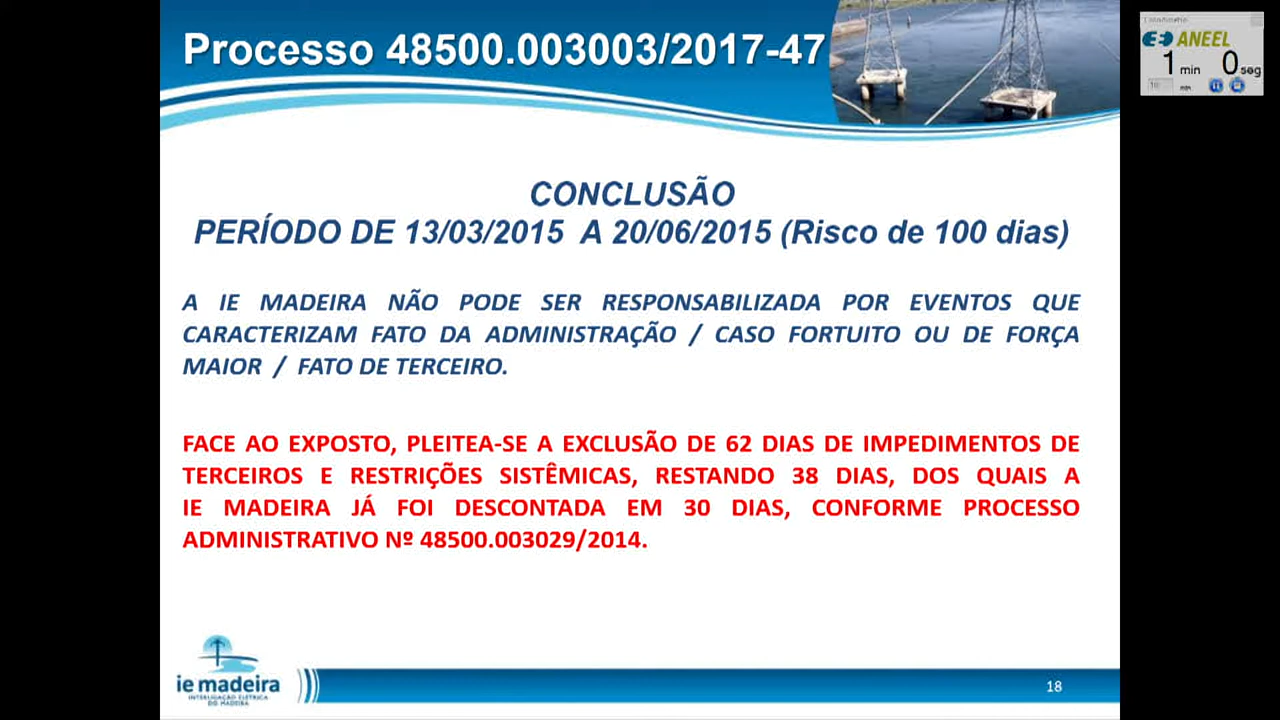 Processo 48500.003003/2017-47
ANEEL
1 min 0 seg
CONCLUSÃO
PERÍODO DE 13/03/2015 A 20/06/2015 (Risco de 100 dias)
A IE MADEIRA NÃO PODE SER RESPONSABILIZADA POR EVENTOS QUE
CARACTERIZAM FATO DA ADMINISTRAÇÃO / CASO FORTUITO OU DE FORÇA
MAIOR / FATO DE TERCEIRO.
FACE AO EXPOSTO, PLEITEA-SE A EXCLUSÃO DE 62 DIAS DE IMPEDIMENTOS DE
TERCEIROS E RESTRIÇÕES SISTÊMICAS, RESTANDO 38 DIAS, DOS QUAIS A
IE MADEIRA JÁ FOI DESCONTADA EM 30 DIAS, CONFORME PROCESSO
ADMINISTRATIVO Nº 48500.003029/2014.
ie madeira
INTERLIGAÇÃO ELÉTRICA
DO MADEIRA
18